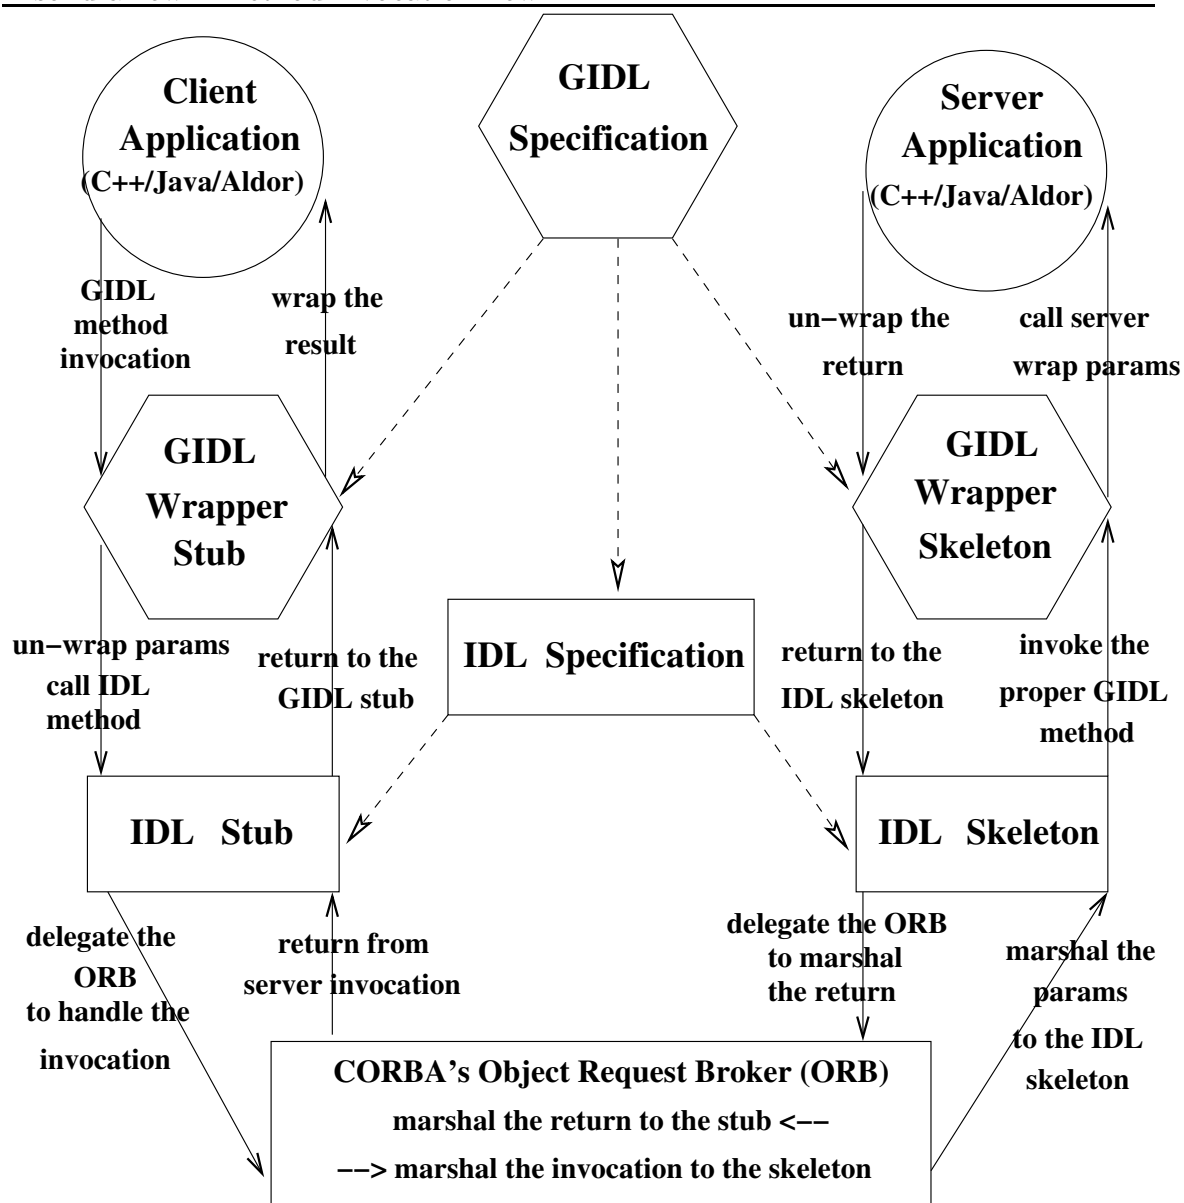 Client
Application
(C++/Java/Aldor)
GIDL
Specification
Server
Application
(C++/Java/Aldor)
GIDL
method
invocation
wrap the
result
un−wrap the
return
call server
wrap params
GIDL
Wrapper
Stub
GIDL
Wrapper
Skeleton
un−wrap params
call IDL
method
return to the
GIDL stub
IDL Specification
return to the
IDL skeleton
invoke the
proper GIDL
method
IDL Stub
IDL Skeleton
delegate the
ORB
to handle the
invocation
return from
server invocation
delegate the ORB
to marshal
the return
marshal the
params
to the IDL
skeleton
CORBA's Object Request Broker (ORB)
marshal the return to the stub <−−
−−> marshal the invocation to the skeleton